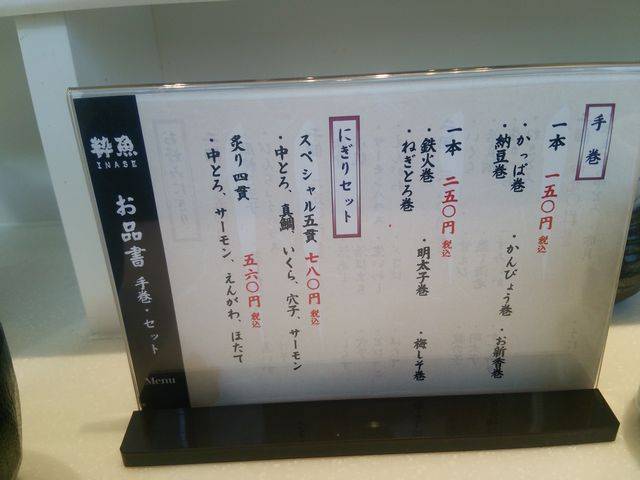 手巻
一本 一五〇円 税込
・かっぱ巻 ・かんぴょう巻 ・お新香巻
・納豆巻
一本 二五〇円 税込
・鉄火巻 ・明太子巻 ・梅しそ巻
・ねぎとろ巻
にぎりセット
スペシャル五貫 七八〇円 税込
・中とろ、真鯛、いくら、穴子、サーモン
炙り四貫 五六〇円 税込
・中とろ、サーモン、えんがわ、ほたて
粋魚
INASE
お品書 手巻・セット
Menu